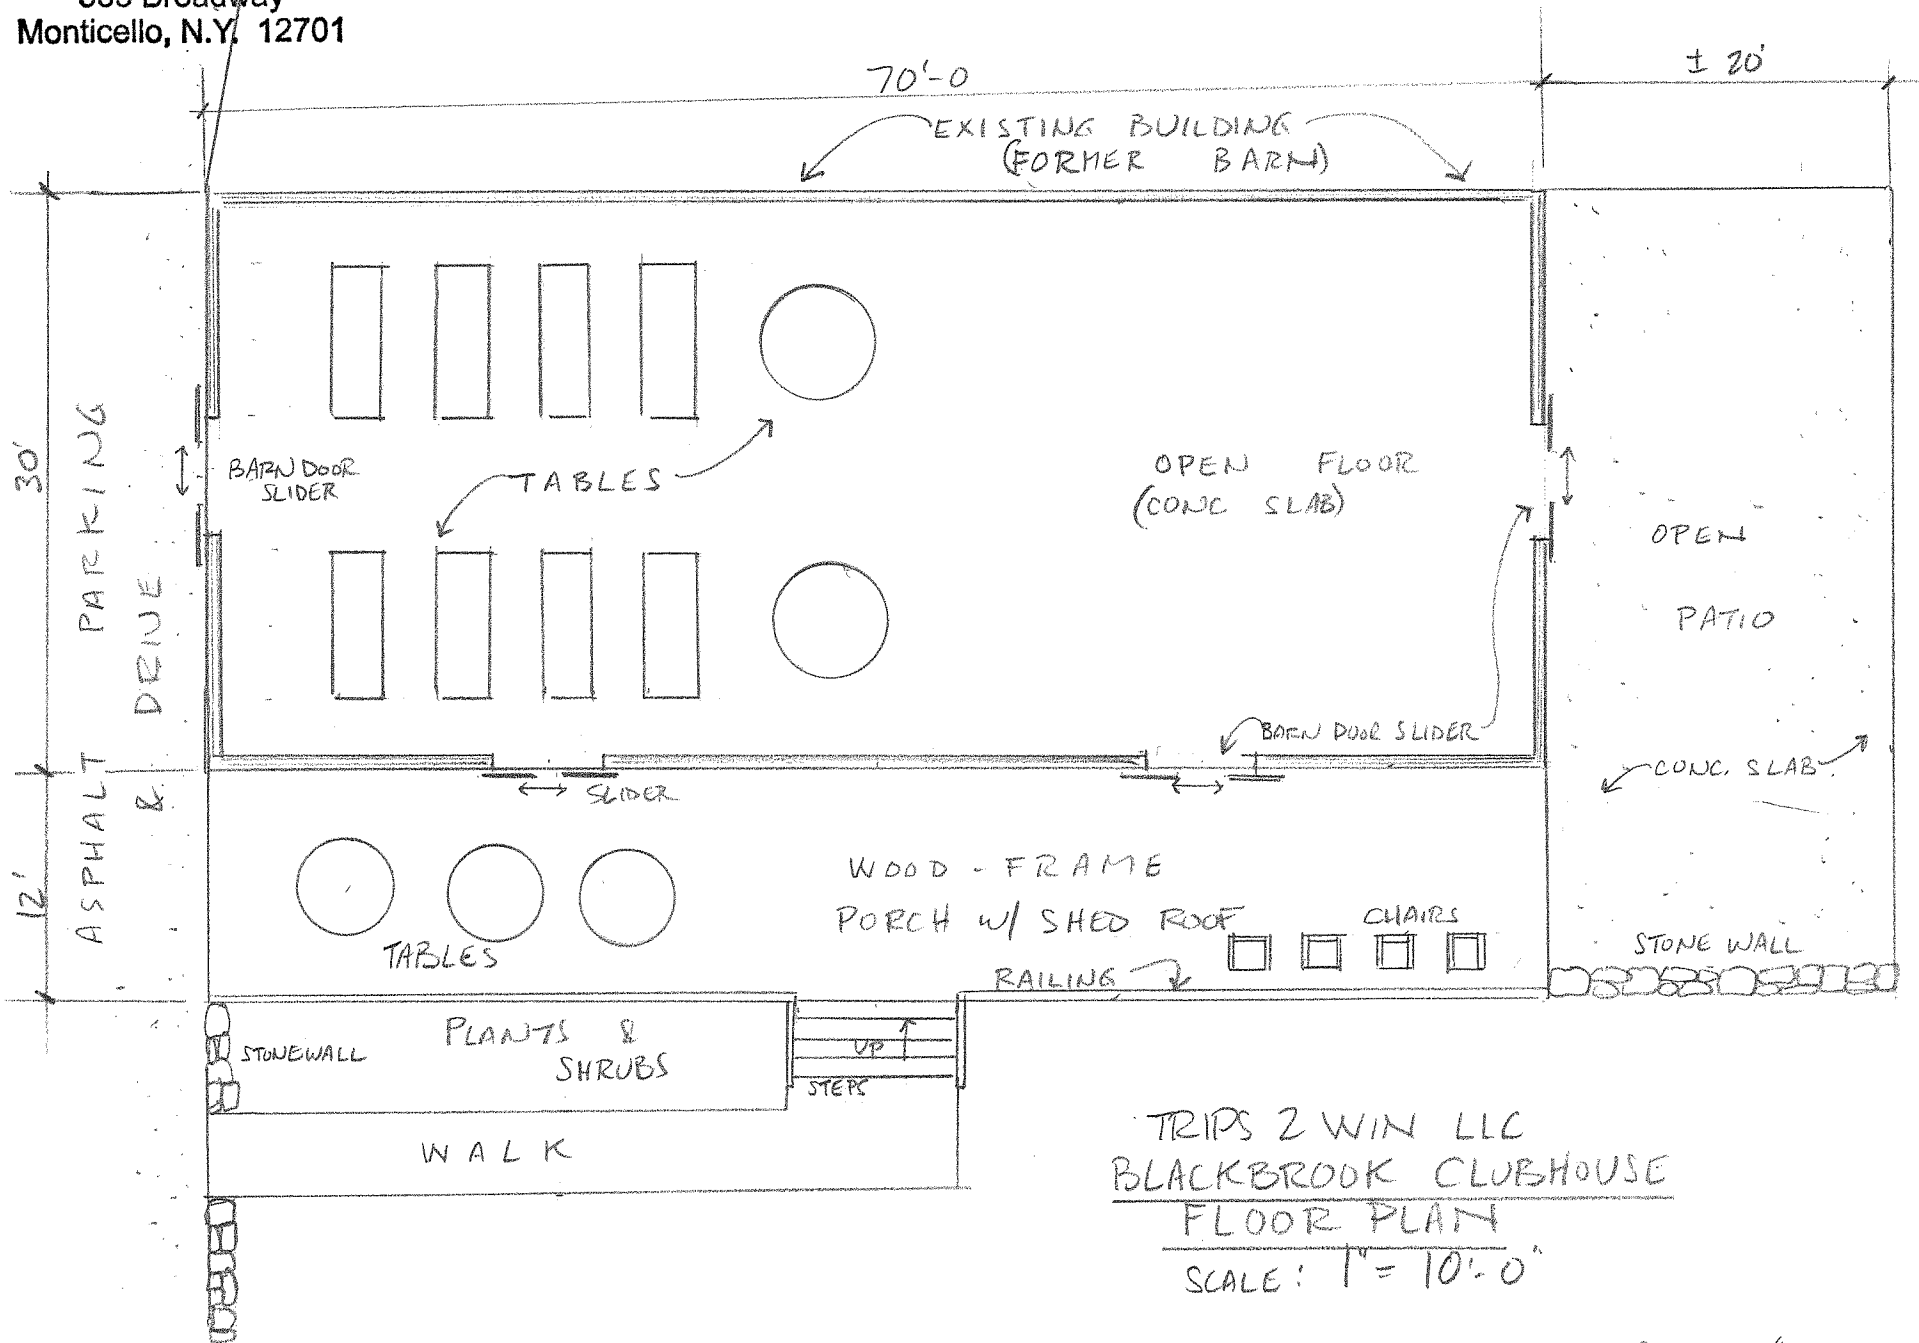 Monticello, N.Y. 12701
70'-0
± 20'
EXISTING BUILDING
(FORMER BARN)
30'
12'
ASPHALT PARKING
& DRIVE
BARN DOOR
SLIDER
TABLES
OPEN FLOOR
(CONC SLAB)
OPEN
PATIO
BARN DOOR SLIDER
CONC. SLAB
SLIDER
WOOD - FRAME
PORCH W/ SHED ROOF
CHAIRS
TABLES
STONE WALL
RAILING
PLANTS &
SHRUBS
STONEWALL
UP
STEPS
WALK
TRIPS 2 WIN LLC
BLACKBROOK CLUBHOUSE
FLOOR PLAN
SCALE: 1" = 10'-0"